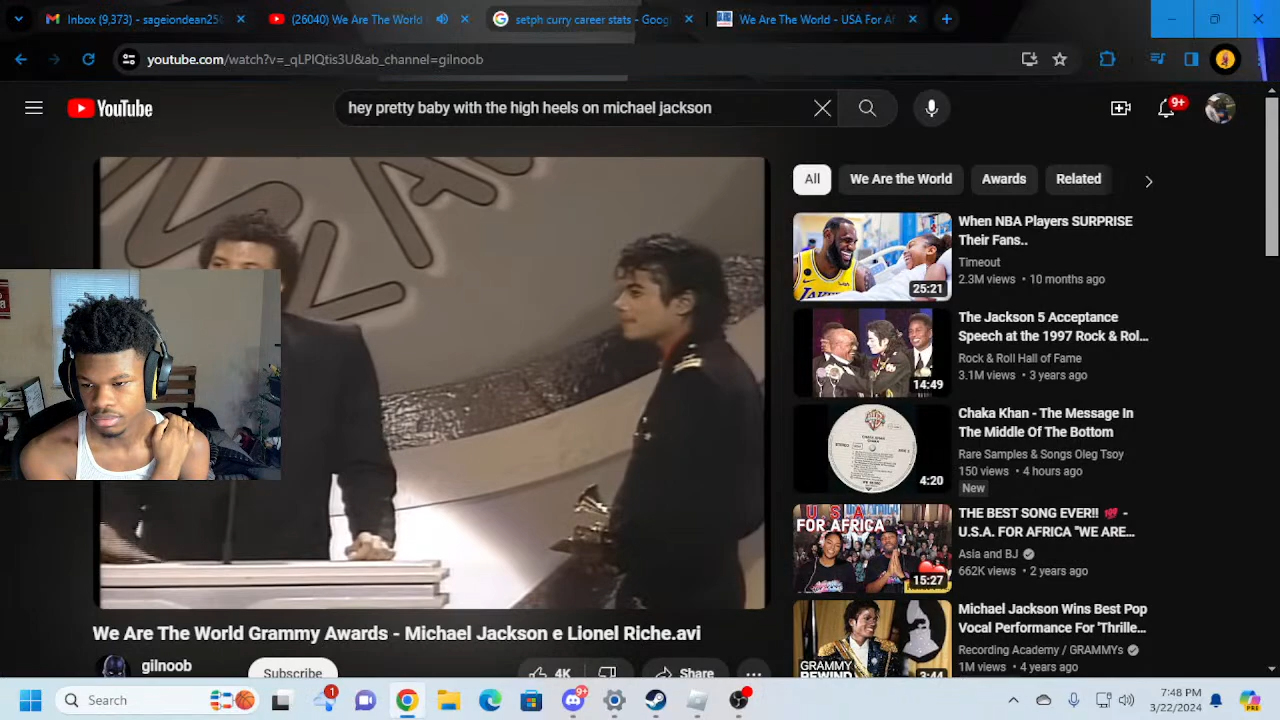 Inbox (9,373) - sageiondean256
(26040) We Are The World
setph curry career stats - Goog
We Are The World - USA For Af
youtube.com/watch?v=_qLPlQtis3U&ab_channel=gilnoob
YouTube
hey pretty baby with the high heels on michael jackson
9+
All
We Are the World
Awards
Related
When NBA Players SURPRISE
Their Fans..
Timeout
2.3M views • 10 months ago
25:21
The Jackson 5 Acceptance
Speech at the 1997 Rock & Rol...
Rock & Roll Hall of Fame
3.1M views • 3 years ago
14:49
Chaka Khan - The Message In
The Middle Of The Bottom
Rare Samples & Songs Oleg Tsoy
150 views • 4 hours ago
New
4:20
U S A
FOR AFRICA
THE BEST SONG EVER!! 💯 -
U.S.A. FOR AFRICA "WE ARE...
Asia and BJ
662K views • 2 years ago
15:27
Michael Jackson Wins Best Pop
Vocal Performance For 'Thrille...
Recording Academy / GRAMMYs
1M views • 4 years ago
GRAMMY
REWIND
3:44
We Are The World Grammy Awards - Michael Jackson e Lionel Riche.avi
gilnoob
Subscribe
4K
Share
Search
1
9+
7:48 PM
3/22/2024
PRE